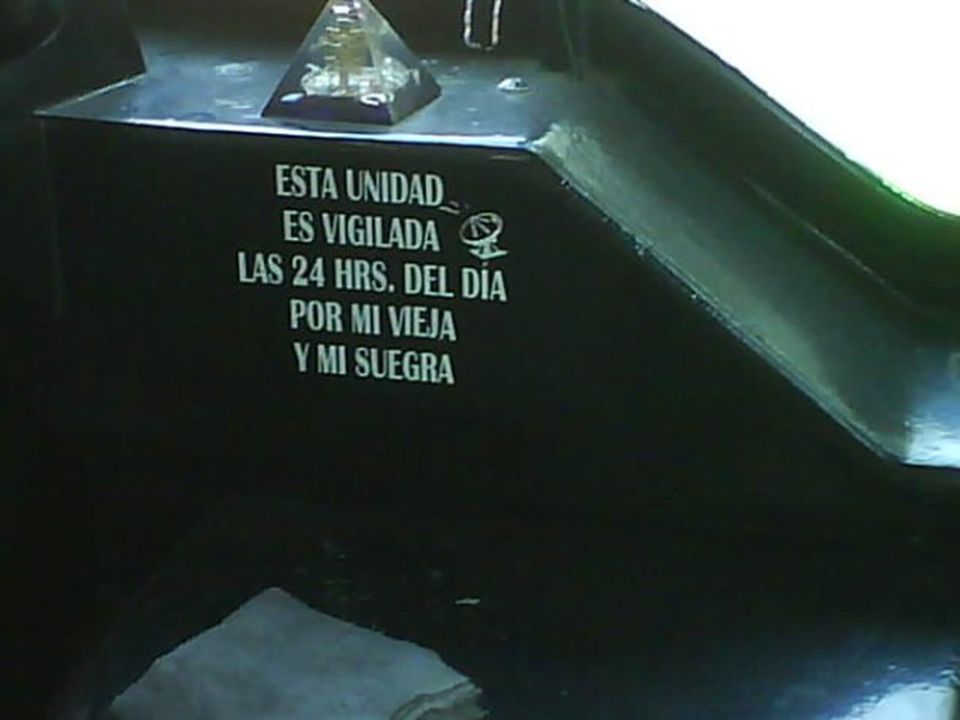 ESTA UNIDAD
ES VIGILADA
LAS 24 HRS. DEL DÍA
POR MI VIEJA
Y MI SUEGRA